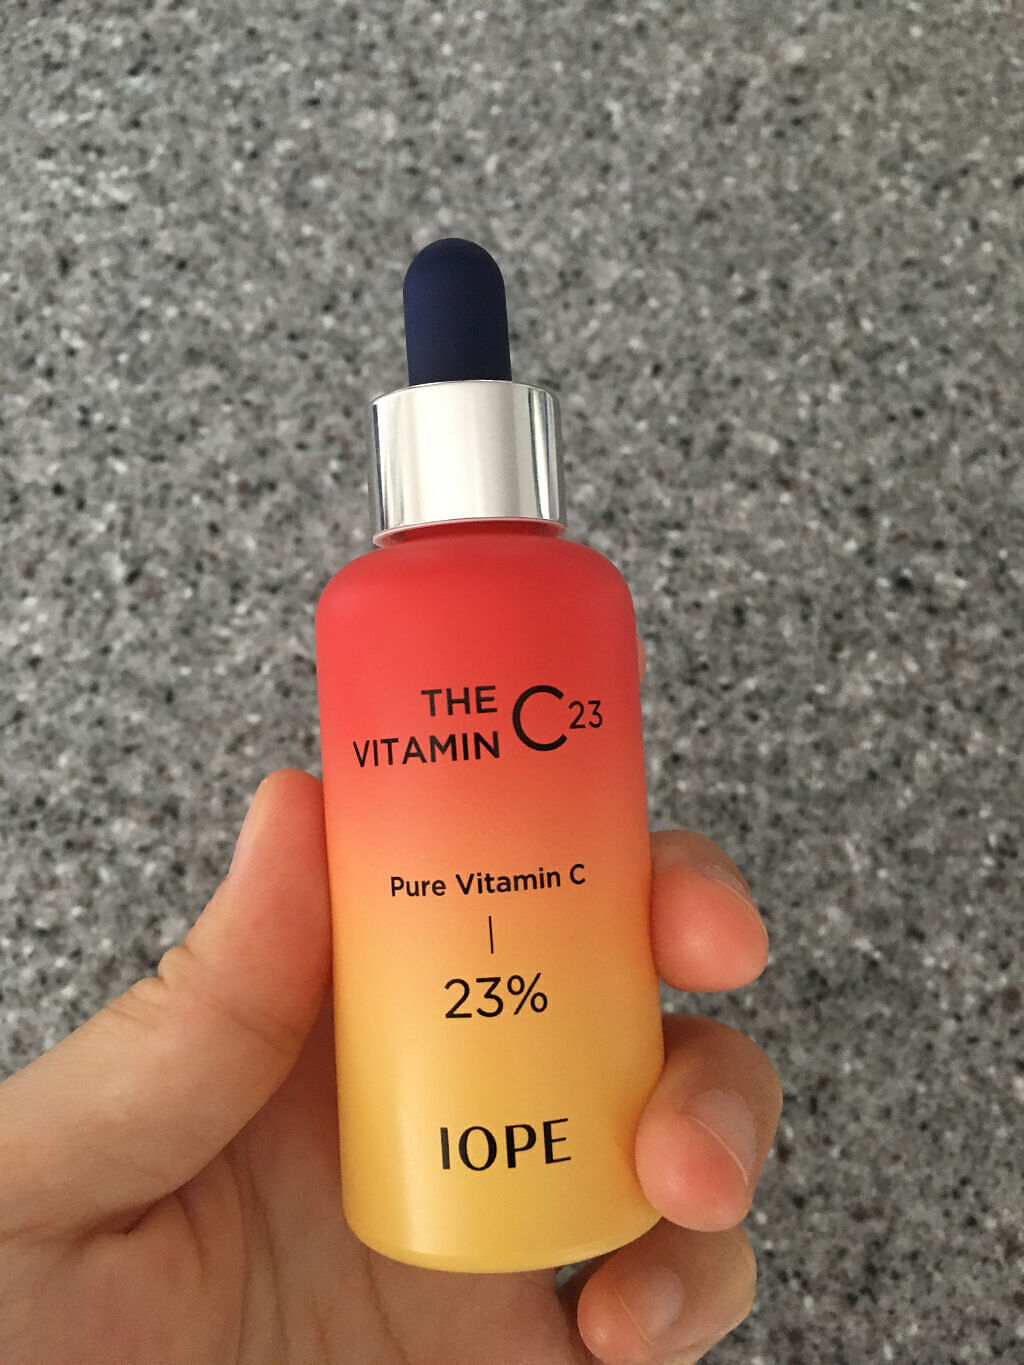 THE
VITAMIN C23
Pure Vitamin C
23%
IOPE